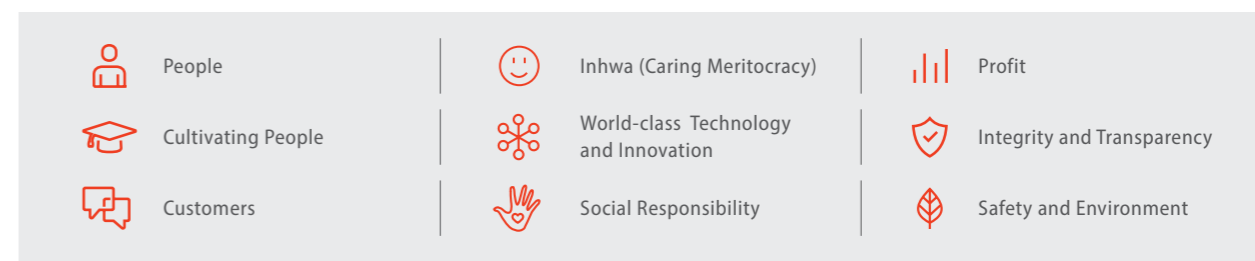 People
Inhwa (Caring Meritocracy)
Profit
Cultivating People
World-class Technology
and Innovation
Integrity and Transparency
Customers
Social Responsibility
Safety and Environment